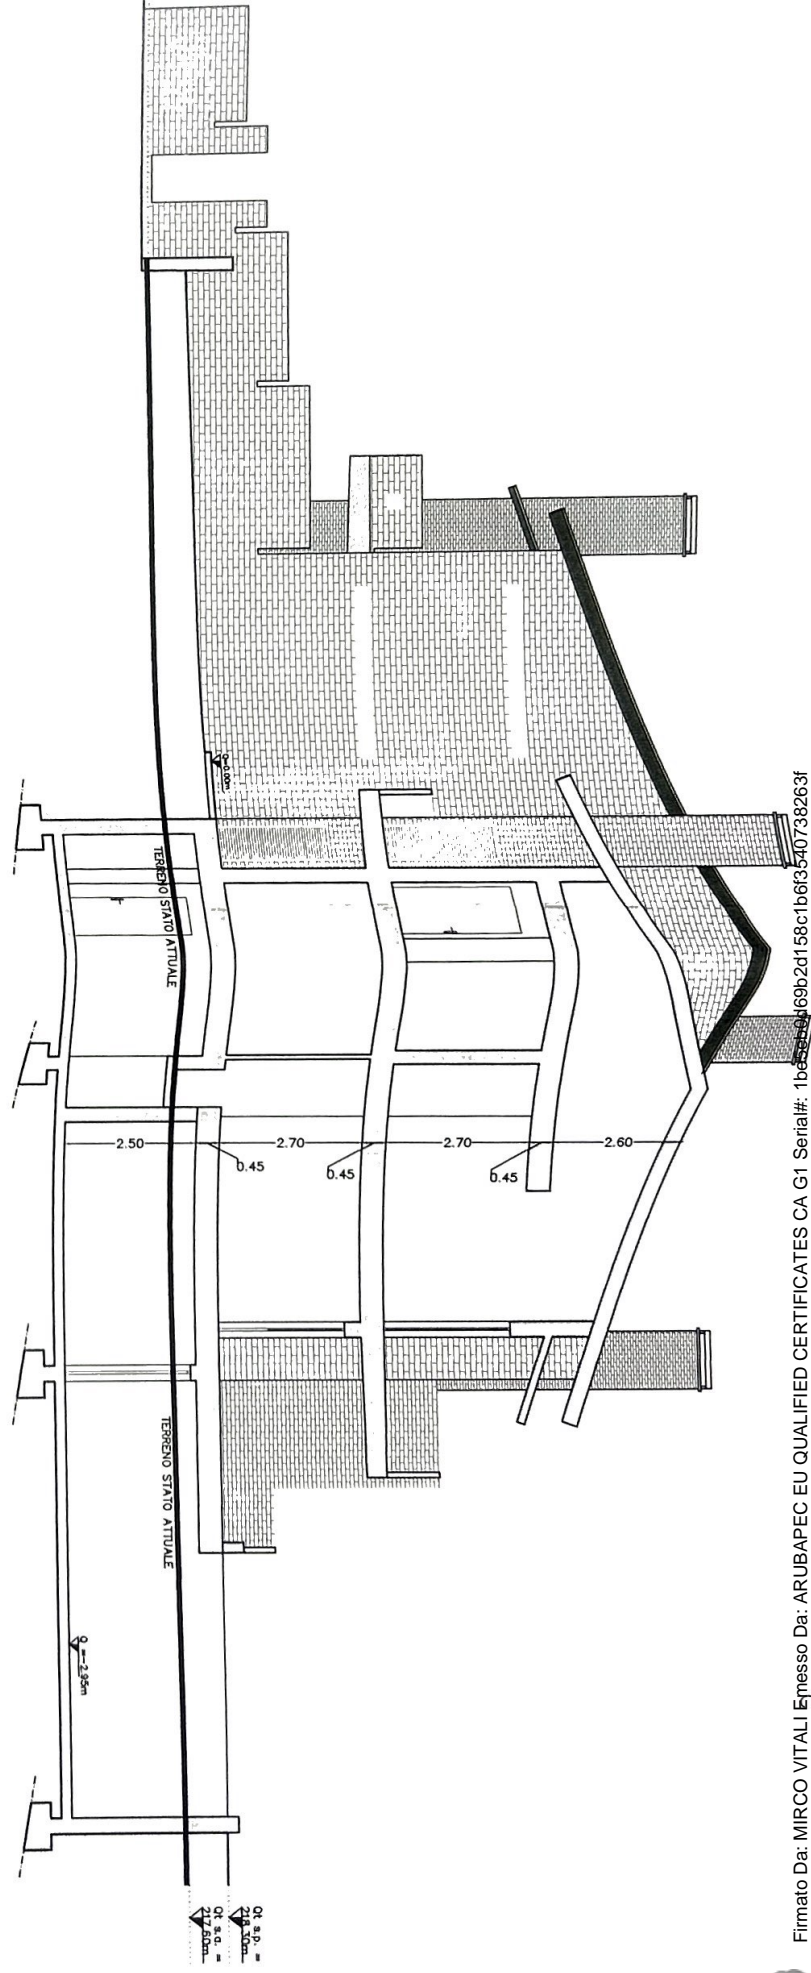 Q=0.00m
TERRENO STATO ATTUALE
2.50
0.45
2.70
0.45
2.70
0.45
2.60
TERRENO STATO ATTUALE
Q =-2.95m
Qt s.p. =
218.30m
Qt s.a. =
217.60m
Firmato Da: MIRCO VITALI Emesso Da: ARUBAPEC EU QUALIFIED CERTIFICATES CA G1 Serial#: 1be5eb0d69b2d158c1b6f3540738263f